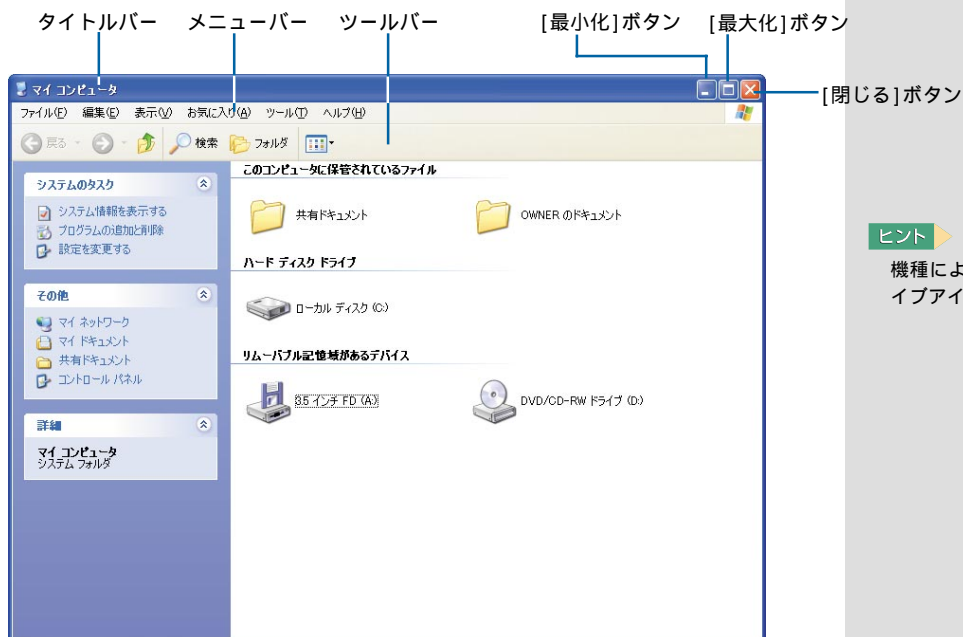 タイトルバー メニューバー ツールバー [最小化]ボタン [最大化]ボタン
マイ コンピュータ
[閉じる]ボタン
ファイル(F) 編集(E) 表示(V) お気に入り(A) ツール(T) ヘルプ(H)
戻る 検索 フォルダ
システムのタスク
システム情報を表示する
プログラムの追加と削除
設定を変更する
その他
マイ ネットワーク
マイ ドキュメント
共有ドキュメント
コントロール パネル
詳細
マイ コンピュータ
システム フォルダ
このコンピュータに保管されているファイル
共有ドキュメント OWNER のドキュメント
ハード ディスク ドライブ
ローカル ディスク (C:)
リムーバブル記憶域があるデバイス
3.5 インチ FD (A:) DVD/CD-RW ドライブ (D:)
ヒント
機種によ
イブアイ